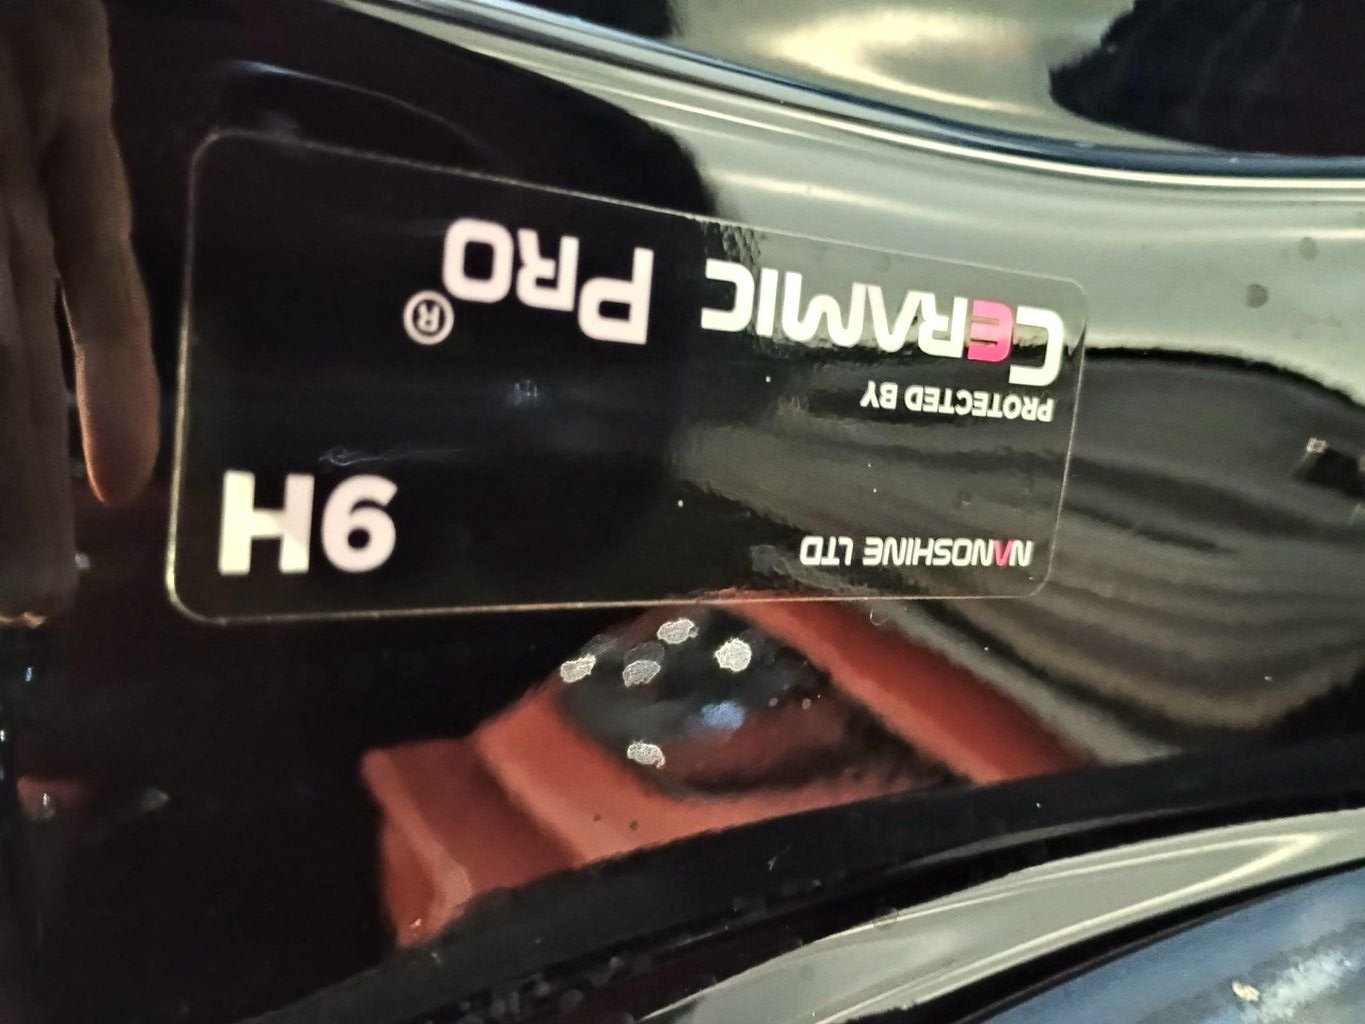 NANOSHINE LTD
PROTECTED BY
CERAMIC PRO®
9H